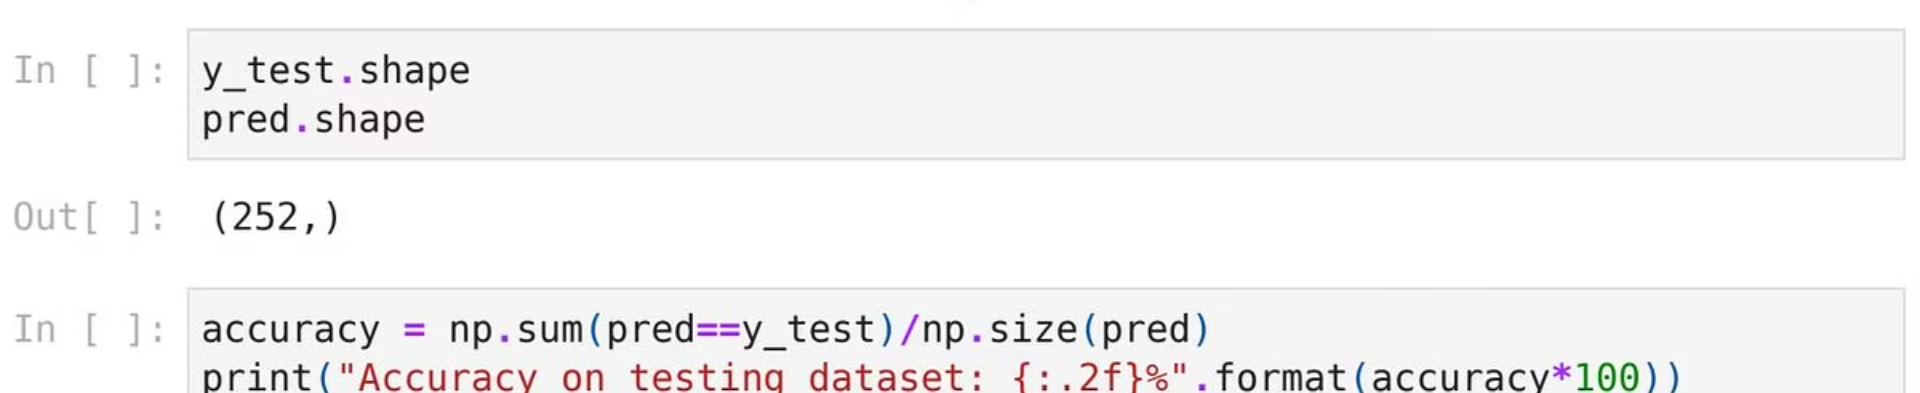 In [ ]: y_test.shape
pred.shape
Out[ ]: (252,)
In [ ]: accuracy = np.sum(pred==y_test)/np.size(pred)
print("Accuracy on testing dataset: {:.2f}%".format(accuracy*100))